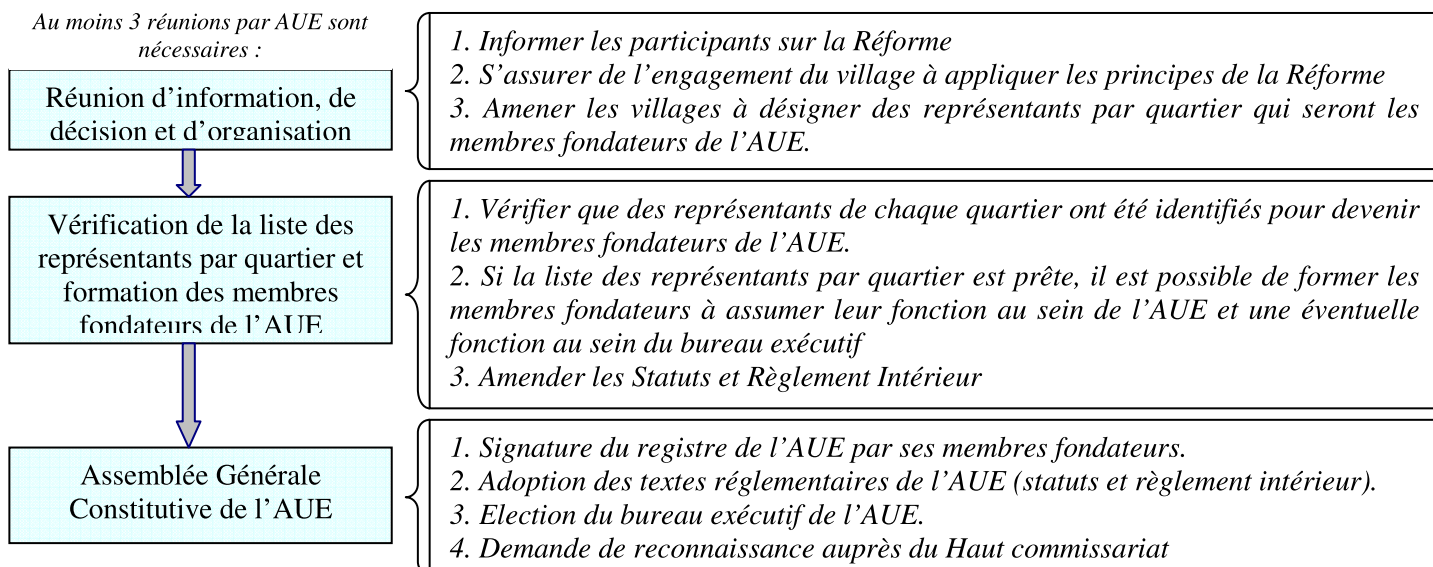 Au moins 3 réunions par AUE sont
nécessaires :
Réunion d’information, de
décision et d’organisation
1. Informer les participants sur la Réforme
2. S’assurer de l’engagement du village à appliquer les principes de la Réforme
3. Amener les villages à désigner des représentants par quartier qui seront les
membres fondateurs de l’AUE.
Vérification de la liste des
représentants par quartier et
formation des membres
fondateurs de l’AUE
1. Vérifier que des représentants de chaque quartier ont été identifiés pour devenir
les membres fondateurs de l’AUE.
2. Si la liste des représentants par quartier est prête, il est possible de former les
membres fondateurs à assumer leur fonction au sein de l’AUE et une éventuelle
fonction au sein du bureau exécutif
3. Amender les Statuts et Règlement Intérieur
Assemblée Générale
Constitutive de l’AUE
1. Signature du registre de l’AUE par ses membres fondateurs.
2. Adoption des textes réglementaires de l’AUE (statuts et règlement intérieur).
3. Election du bureau exécutif de l’AUE.
4. Demande de reconnaissance auprès du Haut commissariat